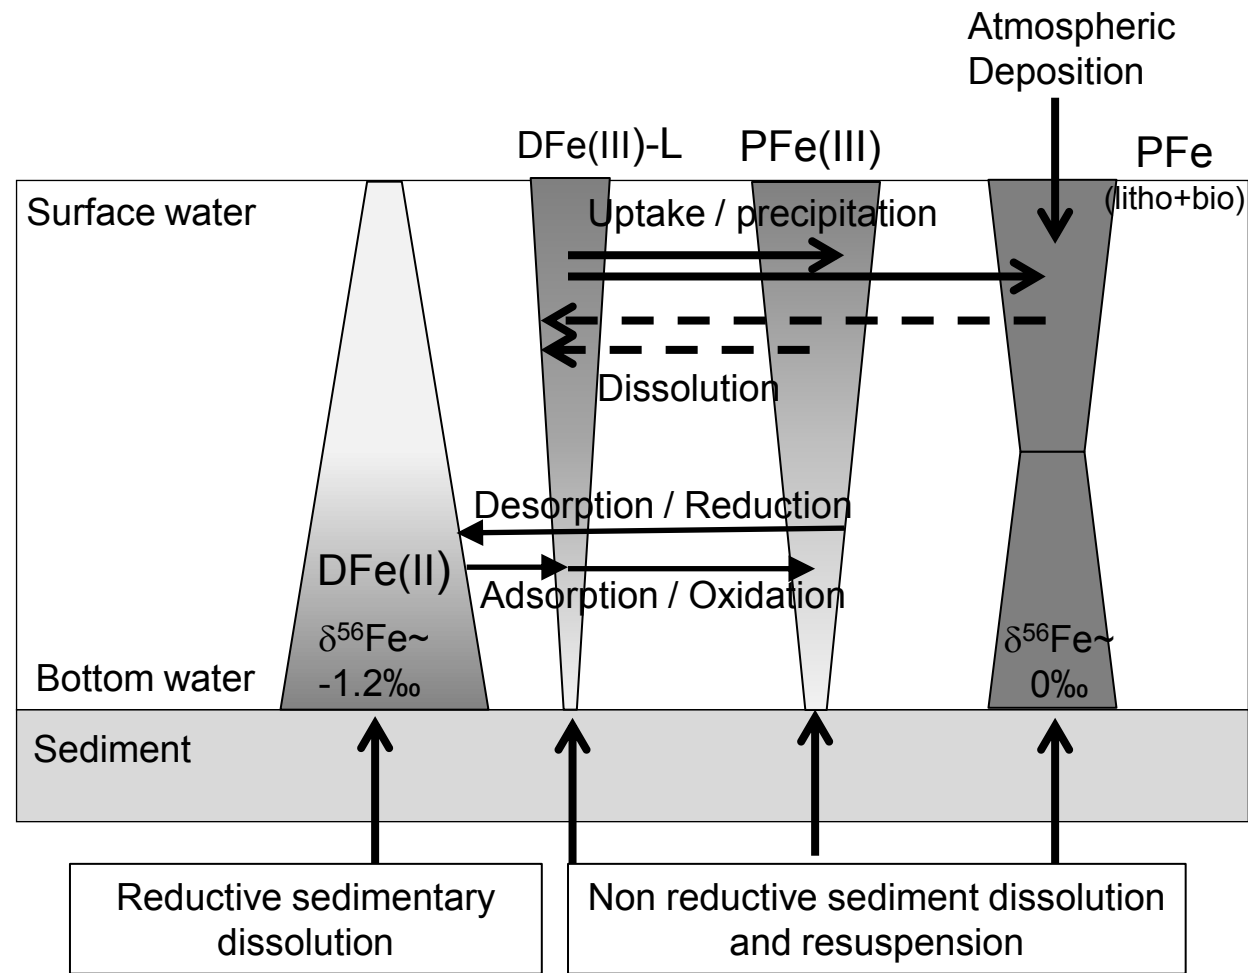 Atmospheric
Deposition
DFe(III)-L
PFe(III)
PFe
(litho+bio)
Surface water
Uptake / precipitation
Dissolution
Desorption / Reduction
DFe(II)
Adsorption / Oxidation
δ⁵⁶Fe~
-1.2‰
δ⁵⁶Fe~
0‰
Bottom water
Sediment
Reductive sedimentary
dissolution
Non reductive sediment dissolution
and resuspension